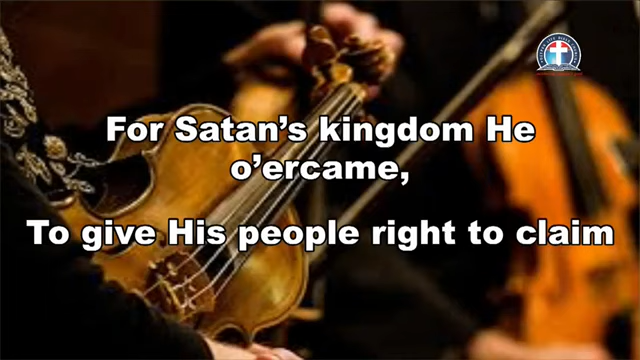 For Satan’s kingdom He
o’ercame,
To give His people right to claim